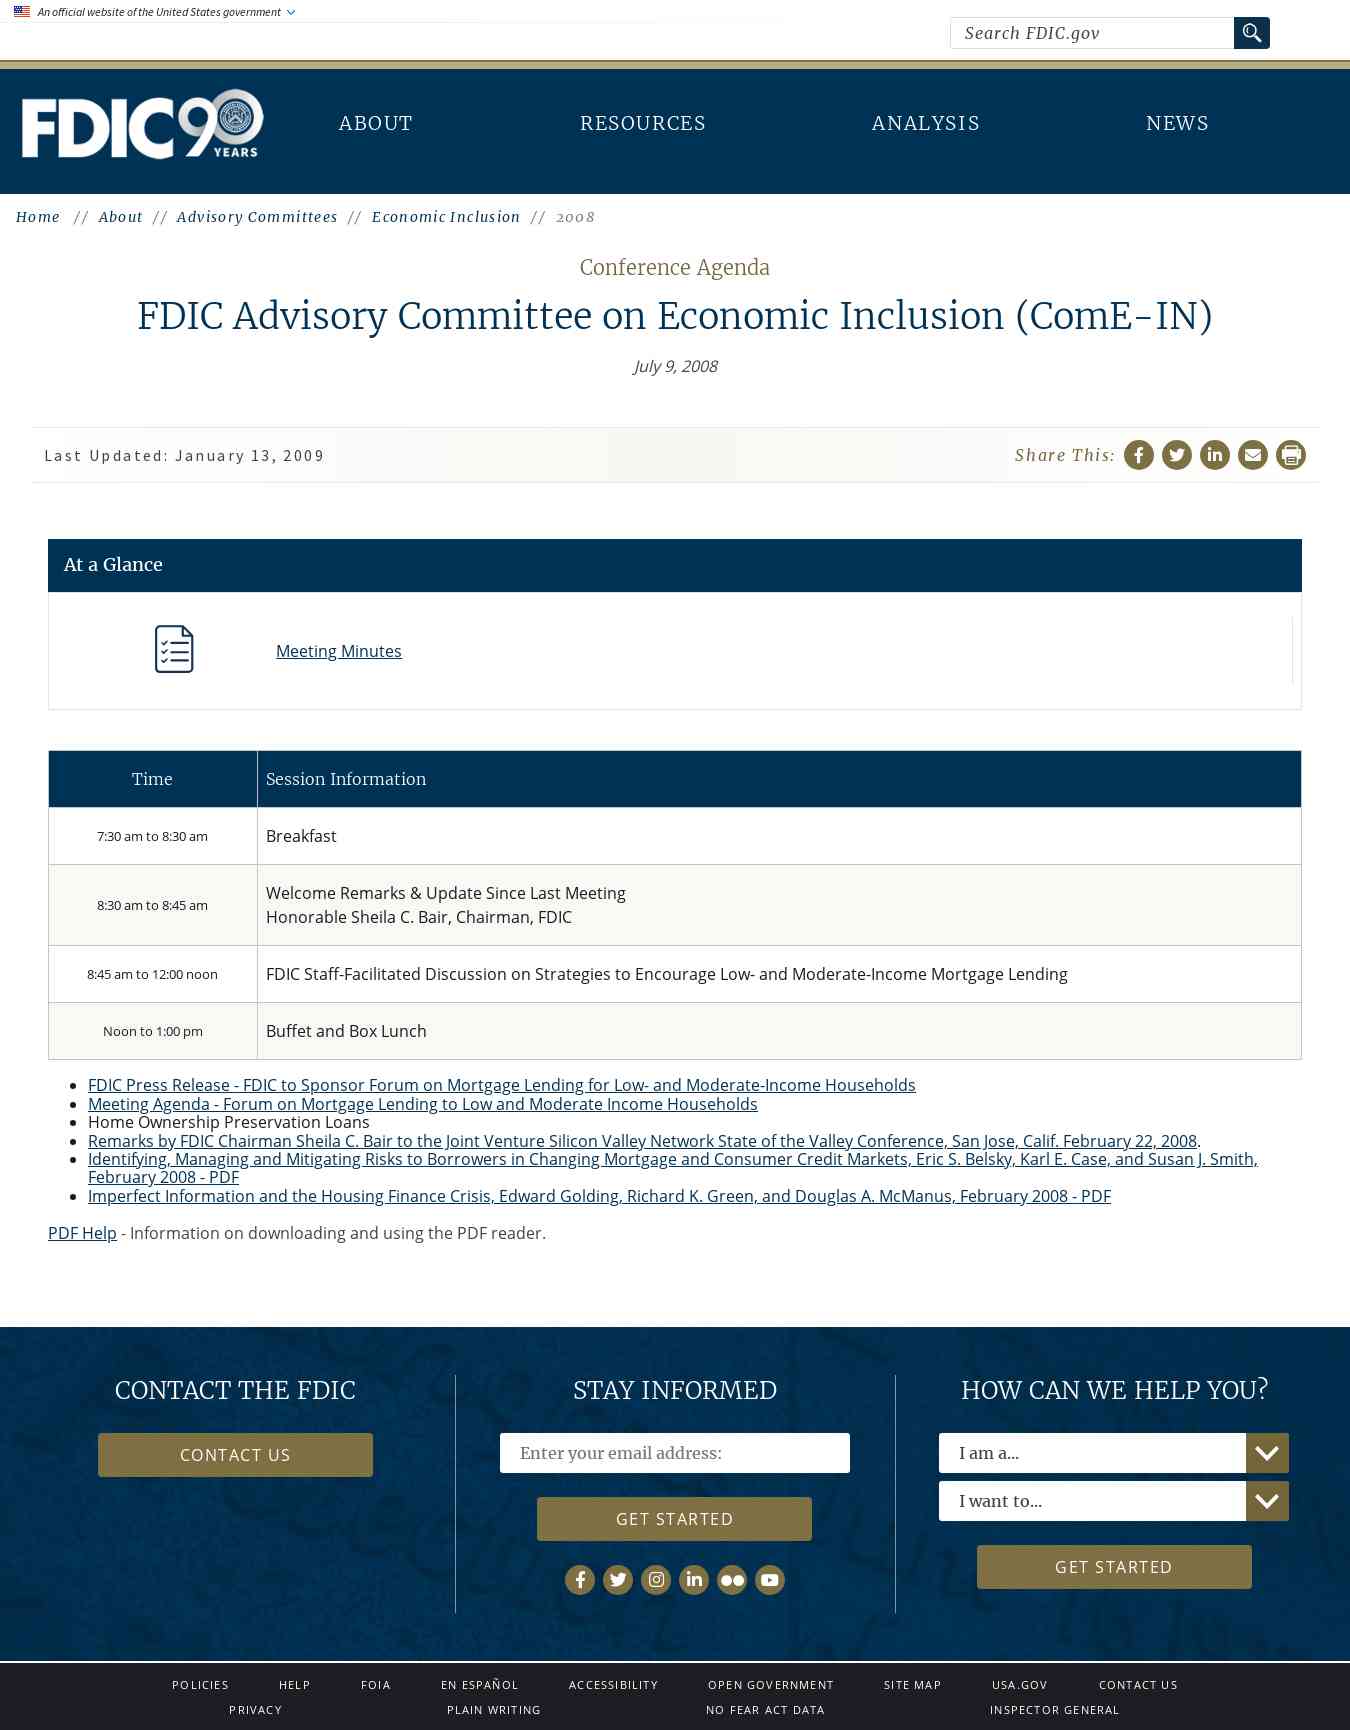 An official website of the United States government
Search FDIC.gov
FDIC 90 YEARS
ABOUT RESOURCES ANALYSIS NEWS
Home // About // Advisory Committees // Economic Inclusion // 2008
Conference Agenda
FDIC Advisory Committee on Economic Inclusion (ComE-IN)
July 9, 2008
Last Updated: January 13, 2009 Share This:
At a Glance
Meeting Minutes
Time Session Information
7:30 am to 8:30 am Breakfast
8:30 am to 8:45 am Welcome Remarks & Update Since Last Meeting
Honorable Sheila C. Bair, Chairman, FDIC
8:45 am to 12:00 noon FDIC Staff-Facilitated Discussion on Strategies to Encourage Low- and Moderate-Income Mortgage Lending
Noon to 1:00 pm Buffet and Box Lunch
FDIC Press Release - FDIC to Sponsor Forum on Mortgage Lending for Low- and Moderate-Income Households
Meeting Agenda - Forum on Mortgage Lending to Low and Moderate Income Households
Home Ownership Preservation Loans
Remarks by FDIC Chairman Sheila C. Bair to the Joint Venture Silicon Valley Network State of the Valley Conference, San Jose, Calif. February 22, 2008.
Identifying, Managing and Mitigating Risks to Borrowers in Changing Mortgage and Consumer Credit Markets, Eric S. Belsky, Karl E. Case, and Susan J. Smith,
February 2008 - PDF
Imperfect Information and the Housing Finance Crisis, Edward Golding, Richard K. Green, and Douglas A. McManus, February 2008 - PDF
PDF Help - Information on downloading and using the PDF reader.
CONTACT THE FDIC
CONTACT US
STAY INFORMED
Enter your email address:
GET STARTED
HOW CAN WE HELP YOU?
I am a...
I want to...
GET STARTED
POLICIES HELP FOIA EN ESPAÑOL ACCESSIBILITY OPEN GOVERNMENT SITE MAP USA.GOV CONTACT US
PRIVACY PLAIN WRITING NO FEAR ACT DATA INSPECTOR GENERAL